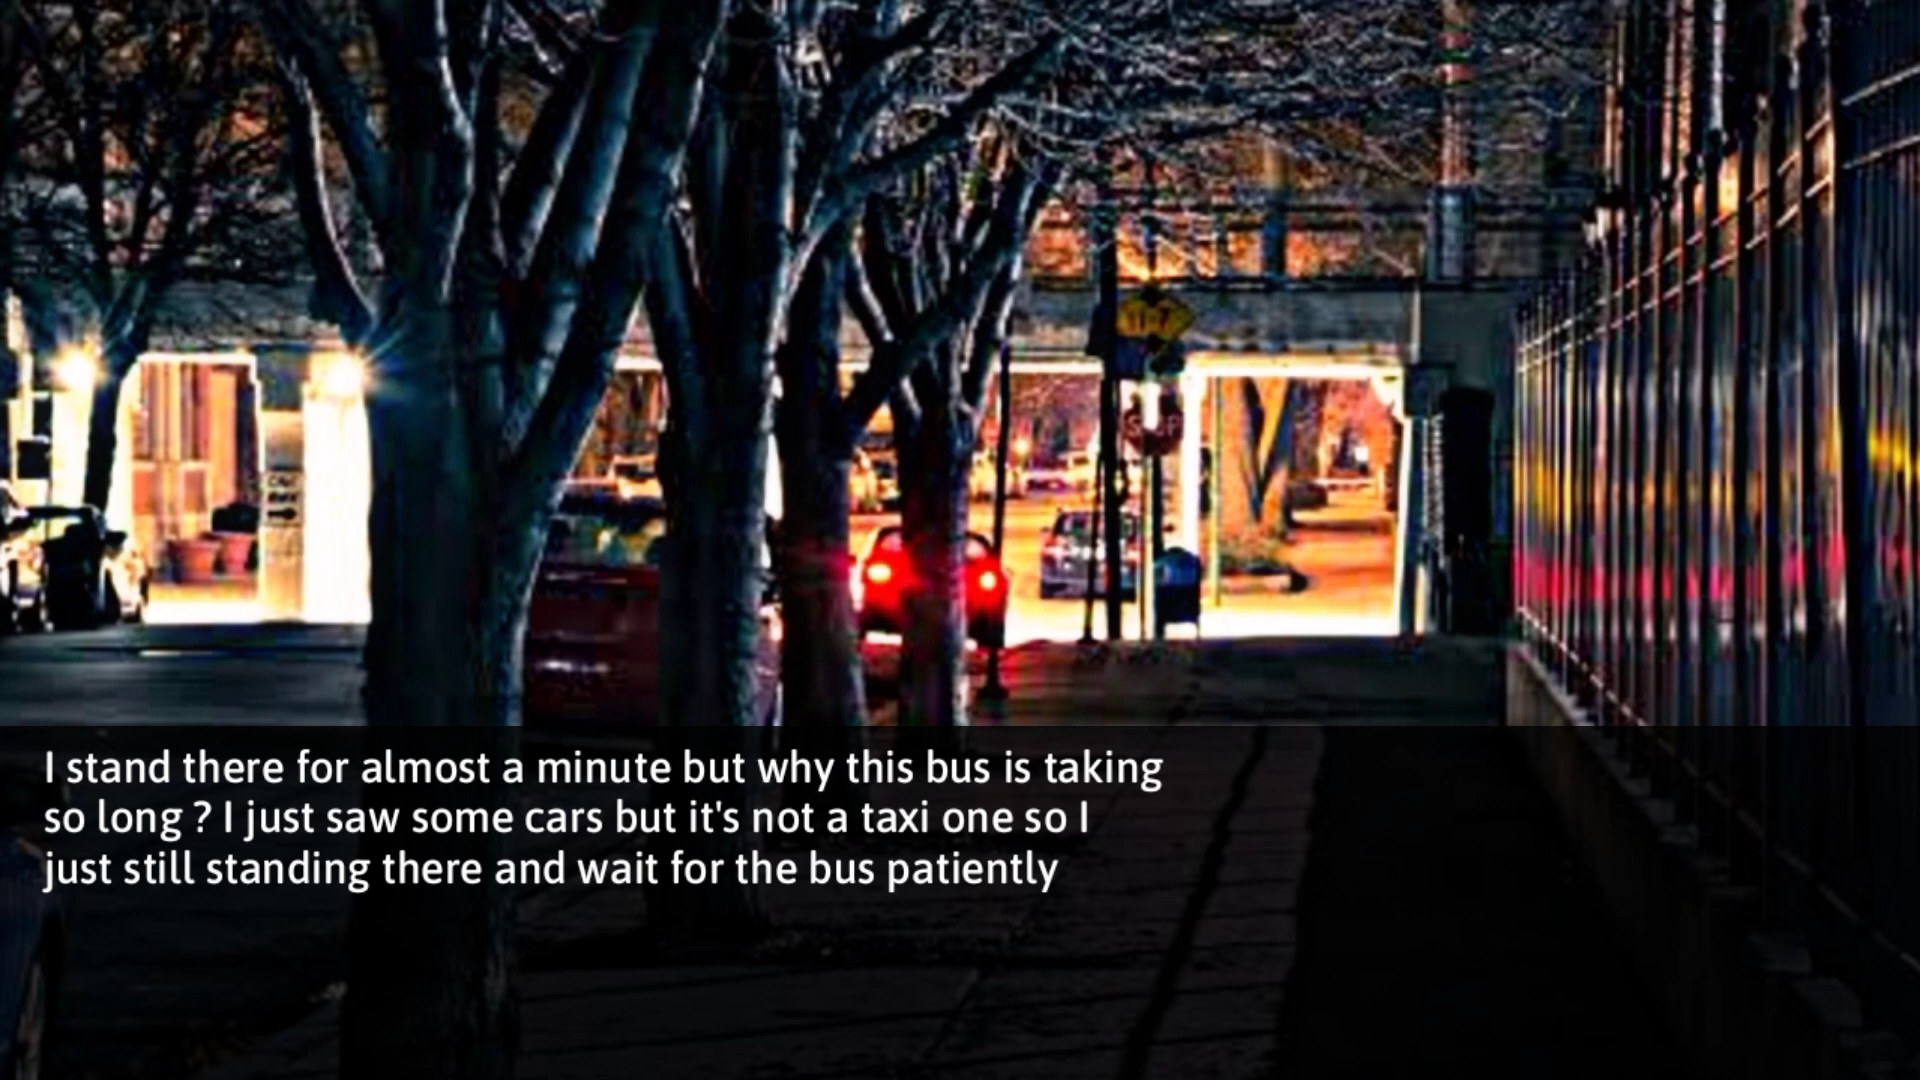 STOP
I stand there for almost a minute but why this bus is taking
so long ? I just saw some cars but it's not a taxi one so I
just still standing there and wait for the bus patiently